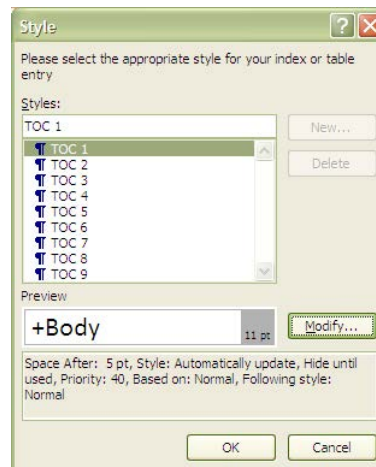 Style
Please select the appropriate style for your index or table
entry
Styles:
TOC 1
New...
TOC 1
TOC 2
Delete
TOC 3
TOC 4
TOC 5
TOC 6
TOC 7
TOC 8
TOC 9
Preview
+Body
11 pt
Modify...
Space After: 5 pt, Style: Automatically update, Hide until
used, Priority: 40, Based on: Normal, Following style:
Normal
OK
Cancel